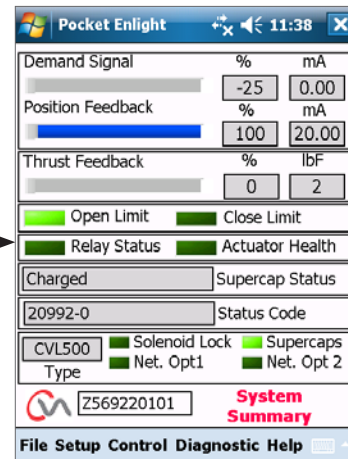 Pocket Enlight 11:38
Demand Signal % mA
-25 0.00
Position Feedback % mA
100 20.00
Thrust Feedback % lbF
0 2
Open Limit Close Limit
Relay Status Actuator Health
Charged Supercap Status
20992-0 Status Code
CVL500 Solenoid Lock Supercaps
Type Net. Opt1 Net. Opt 2
Z569220101 System
Summary
File Setup Control Diagnostic Help